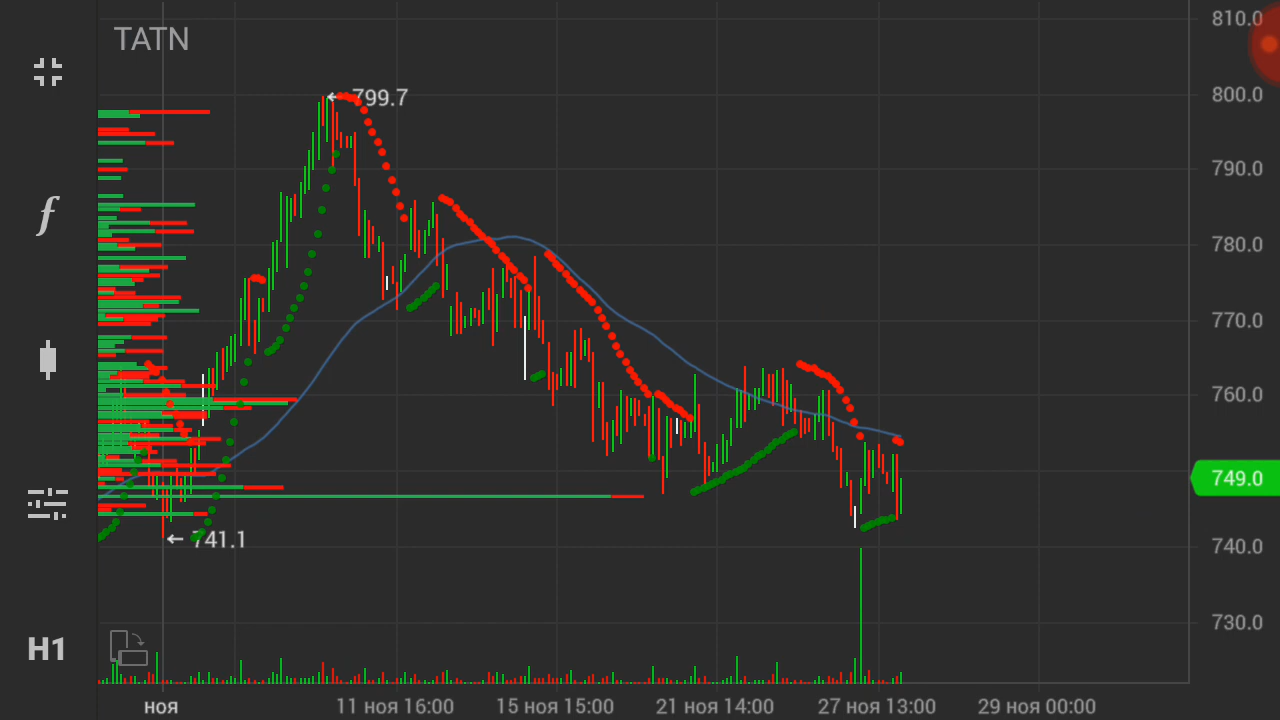 TATN
810.0
← 799.7
800.0
790.0
780.0
770.0
760.0
749.0
← 741.1
740.0
730.0
H1
ноя
11 ноя 16:00
15 ноя 15:00
21 ноя 14:00
27 ноя 13:00
29 ноя 00:00